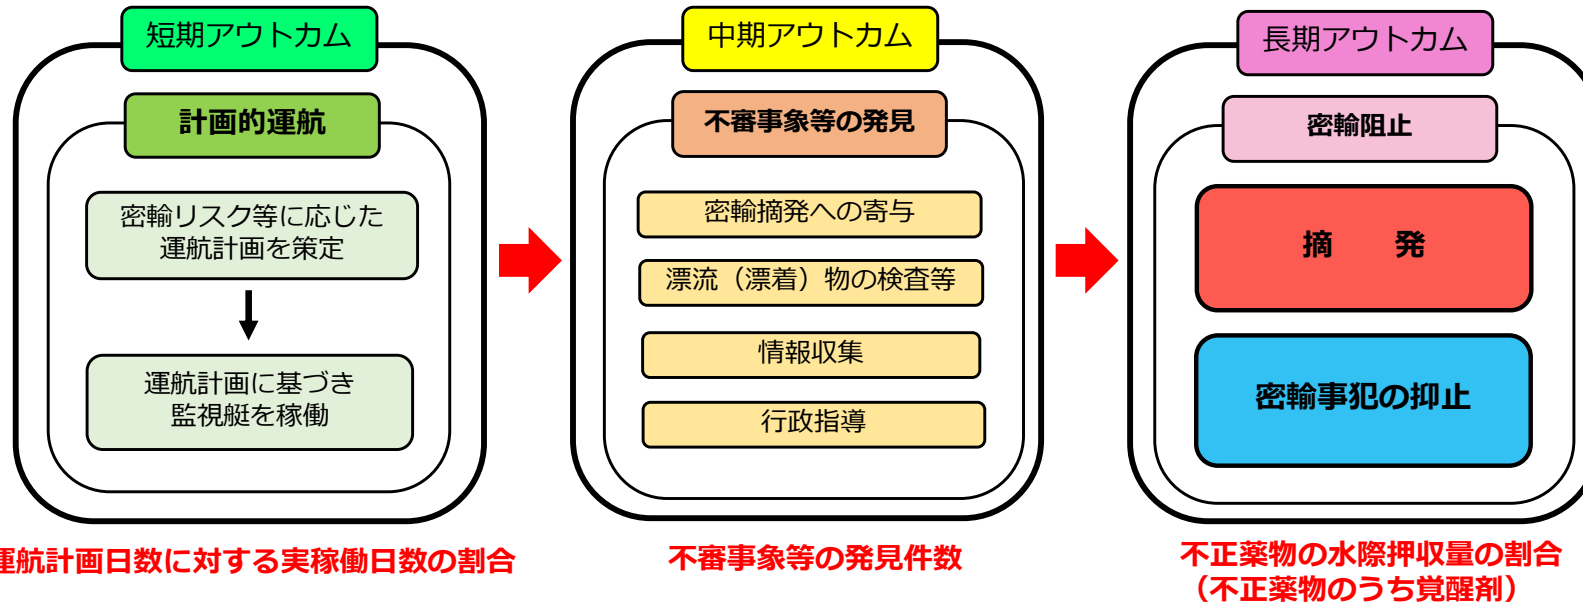 短期アウトカム
計画的運航
密輸リスク等に応じた
運航計画を策定
運航計画に基づき
監視艇を稼働
運航計画日数に対する実稼働日数の割合
中期アウトカム
不審事象等の発見
密輸摘発への寄与
漂流（漂着）物の検査等
情報収集
行政指導
不審事象等の発見件数
長期アウトカム
密輸阻止
摘　　発
密輸事犯の抑止
不正薬物の水際押収量の割合
（不正薬物のうち覚醒剤）